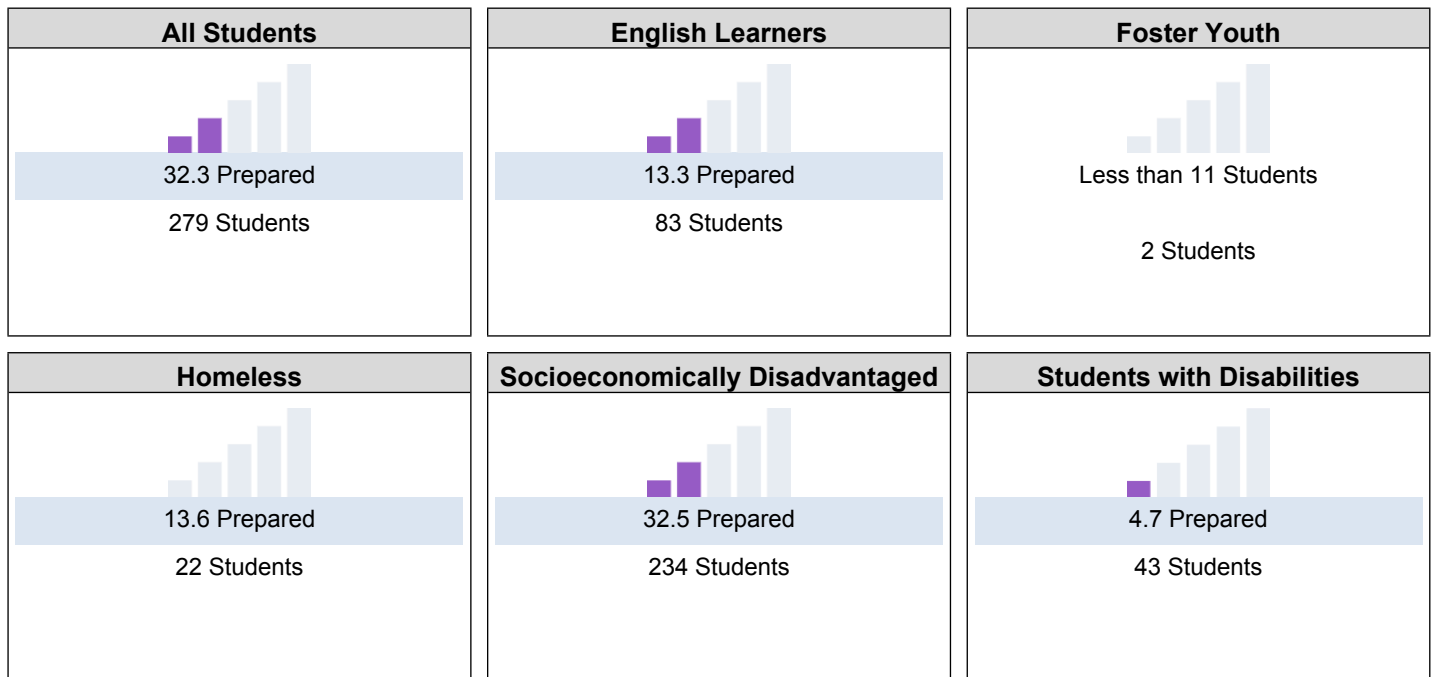 All Students
32.3 Prepared
279 Students
English Learners
13.3 Prepared
83 Students
Foster Youth
Less than 11 Students
2 Students
Homeless
13.6 Prepared
22 Students
Socioeconomically Disadvantaged
32.5 Prepared
234 Students
Students with Disabilities
4.7 Prepared
43 Students